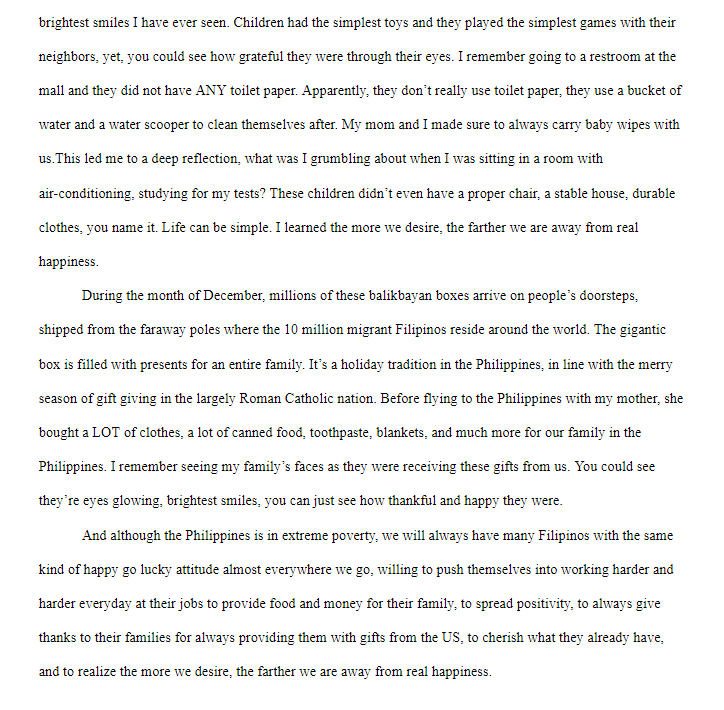 brightest smiles I have ever seen. Children had the simplest toys and they played the simplest games with their
neighbors, yet, you could see how grateful they were through their eyes. I remember going to a restroom at the
mall and they did not have ANY toilet paper. Apparently, they don’t really use toilet paper, they use a bucket of
water and a water scooper to clean themselves after. My mom and I made sure to always carry baby wipes with
us.This led me to a deep reflection, what was I grumbling about when I was sitting in a room with
air-conditioning, studying for my tests? These children didn’t even have a proper chair, a stable house, durable
clothes, you name it. Life can be simple. I learned the more we desire, the farther we are away from real
happiness.
During the month of December, millions of these balikbayan boxes arrive on people’s doorsteps,
shipped from the faraway poles where the 10 million migrant Filipinos reside around the world. The gigantic
box is filled with presents for an entire family. It’s a holiday tradition in the Philippines, in line with the merry
season of gift giving in the largely Roman Catholic nation. Before flying to the Philippines with my mother, she
bought a LOT of clothes, a lot of canned food, toothpaste, blankets, and much more for our family in the
Philippines. I remember seeing my family’s faces as they were receiving these gifts from us. You could see
they’re eyes glowing, brightest smiles, you can just see how thankful and happy they were.
And although the Philippines is in extreme poverty, we will always have many Filipinos with the same
kind of happy go lucky attitude almost everywhere we go, willing to push themselves into working harder and
harder everyday at their jobs to provide food and money for their family, to spread positivity, to always give
thanks to their families for always providing them with gifts from the US, to cherish what they already have,
and to realize the more we desire, the farther we are away from real happiness.